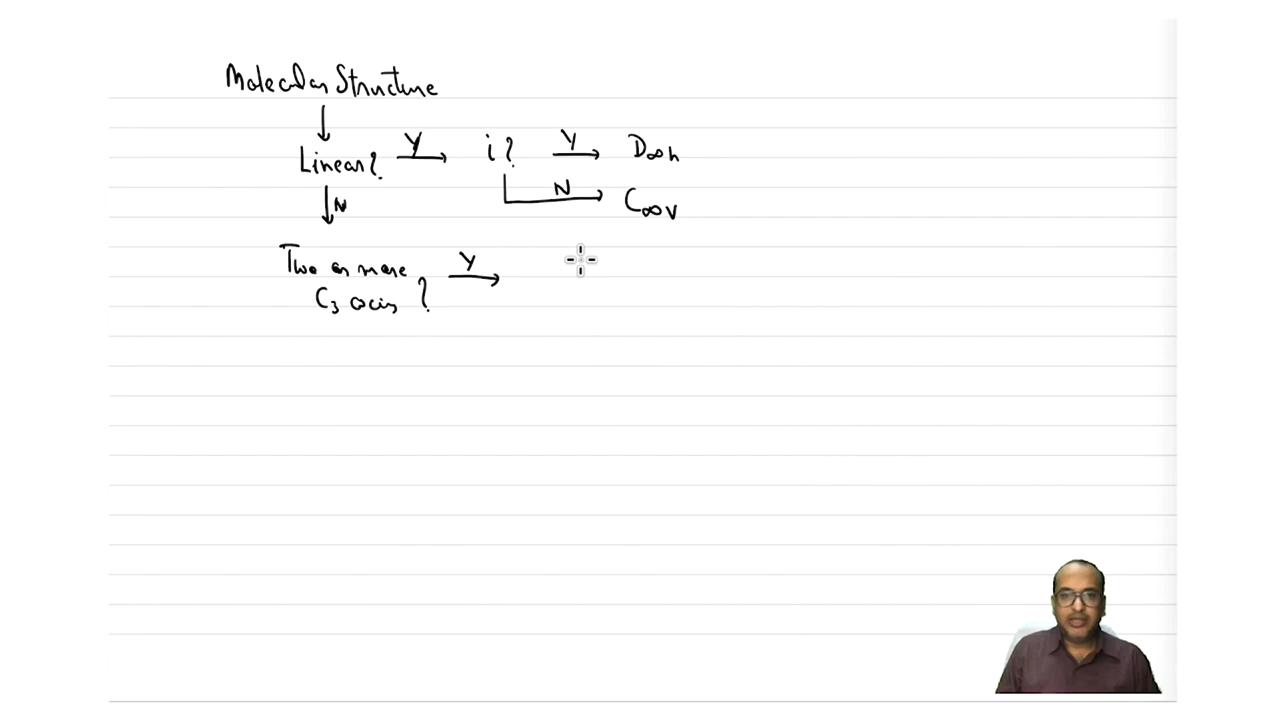 Molecular Structure
↓
Linear? Y → i? Y → D∞h
↓ N N → C∞v
Two or more Y →
C3 axis ?